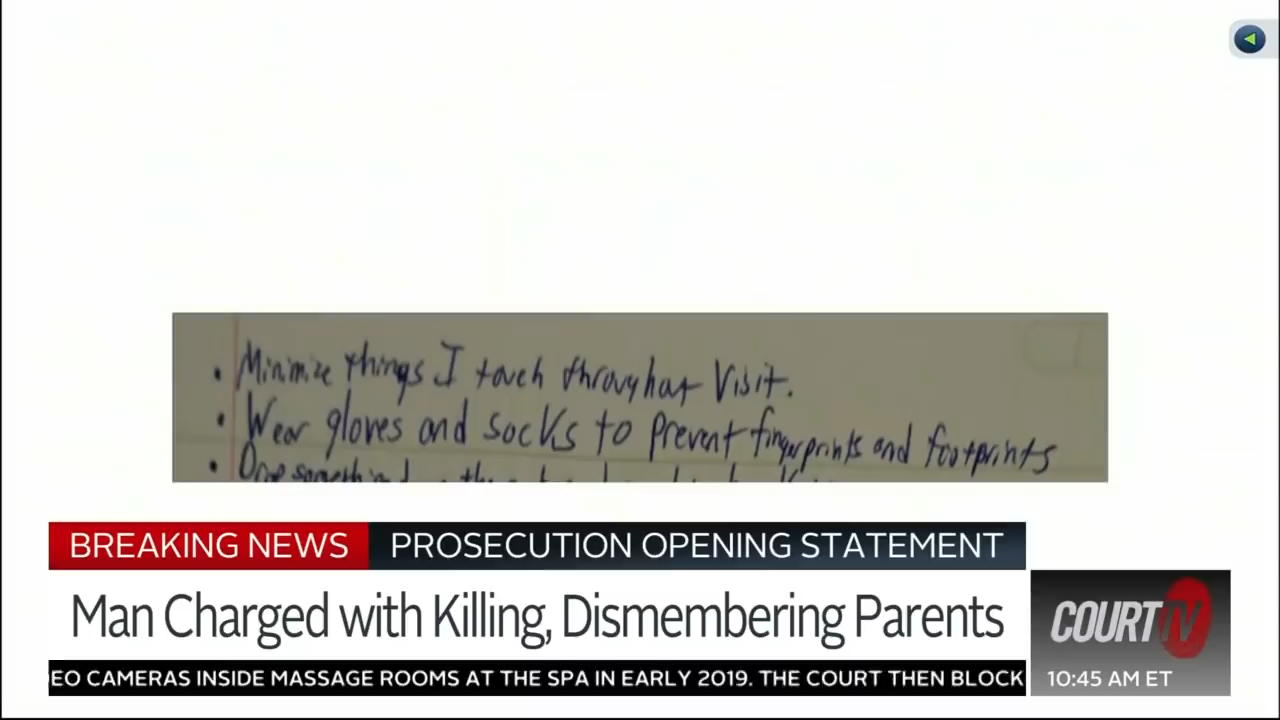 • Minimize things I touch throughout Visit.
• Wear gloves and socks to prevent fingerprints and footprints
BREAKING NEWS PROSECUTION OPENING STATEMENT
Man Charged with Killing, Dismembering Parents
COURT TV
EO CAMERAS INSIDE MASSAGE ROOMS AT THE SPA IN EARLY 2019. THE COURT THEN BLOCK
10:45 AM ET